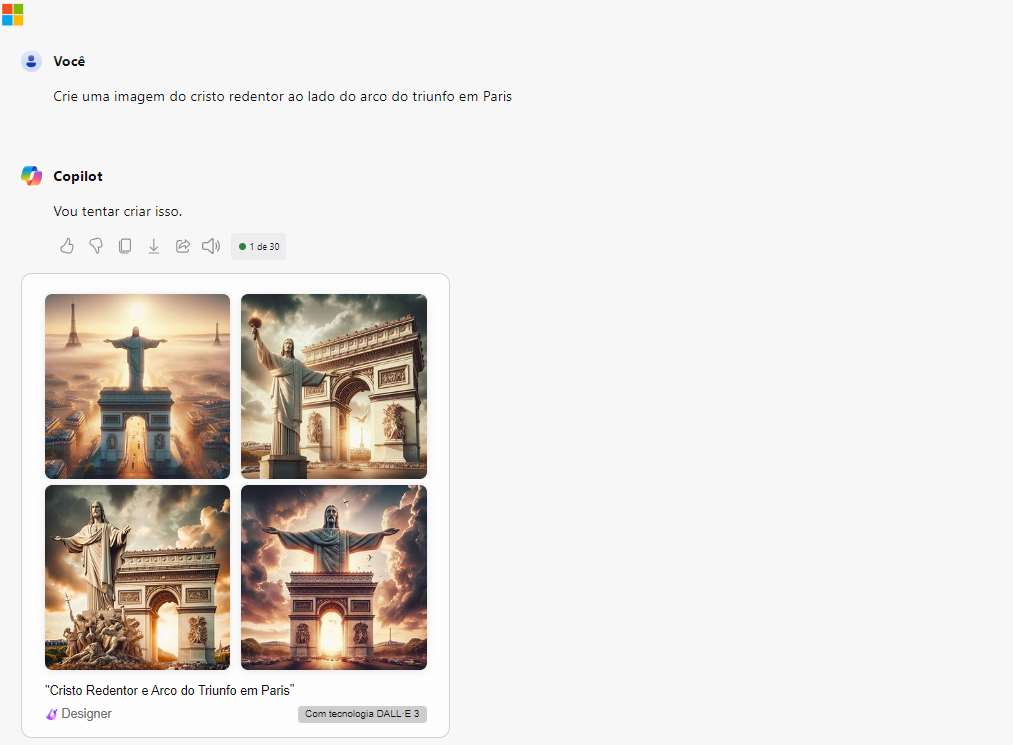 Você
Crie uma imagem do cristo redentor ao lado do arco do triunfo em Paris
Copilot
Vou tentar criar isso.
1 de 30
"Cristo Redentor e Arco do Triunfo em Paris"
Designer
Com tecnologia DALL·E 3